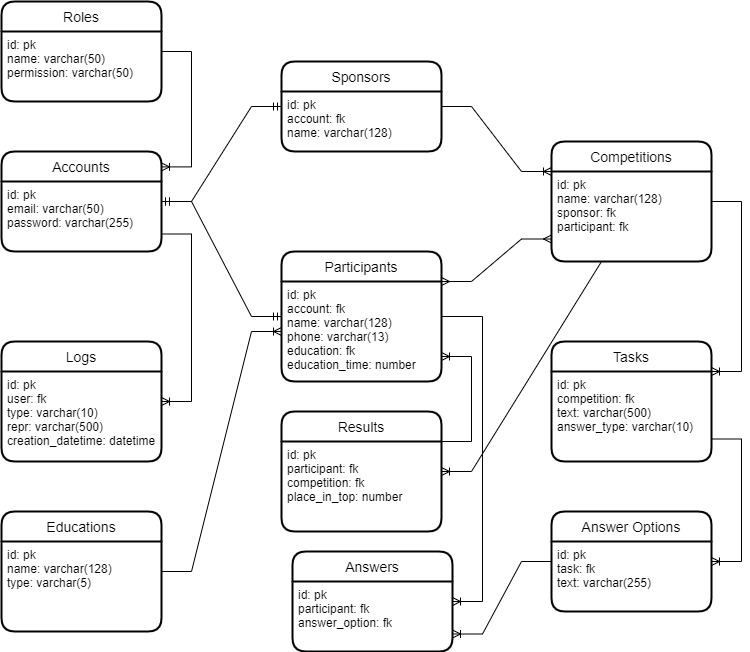 Roles
id: pk
name: varchar(50)
permission: varchar(50)
Accounts
id: pk
email: varchar(50)
password: varchar(255)
Logs
id: pk
user: fk
type: varchar(10)
repr: varchar(500)
creation_datetime: datetime
Educations
id: pk
name: varchar(128)
type: varchar(5)
Sponsors
id: pk
account: fk
name: varchar(128)
Participants
id: pk
account: fk
name: varchar(128)
phone: varchar(13)
education: fk
education_time: number
Results
id: pk
participant: fk
competition: fk
place_in_top: number
Answers
id: pk
participant: fk
answer_option: fk
Competitions
id: pk
name: varchar(128)
sponsor: fk
participant: fk
Tasks
id: pk
competition: fk
text: varchar(500)
answer_type: varchar(10)
Answer Options
id: pk
task: fk
text: varchar(255)